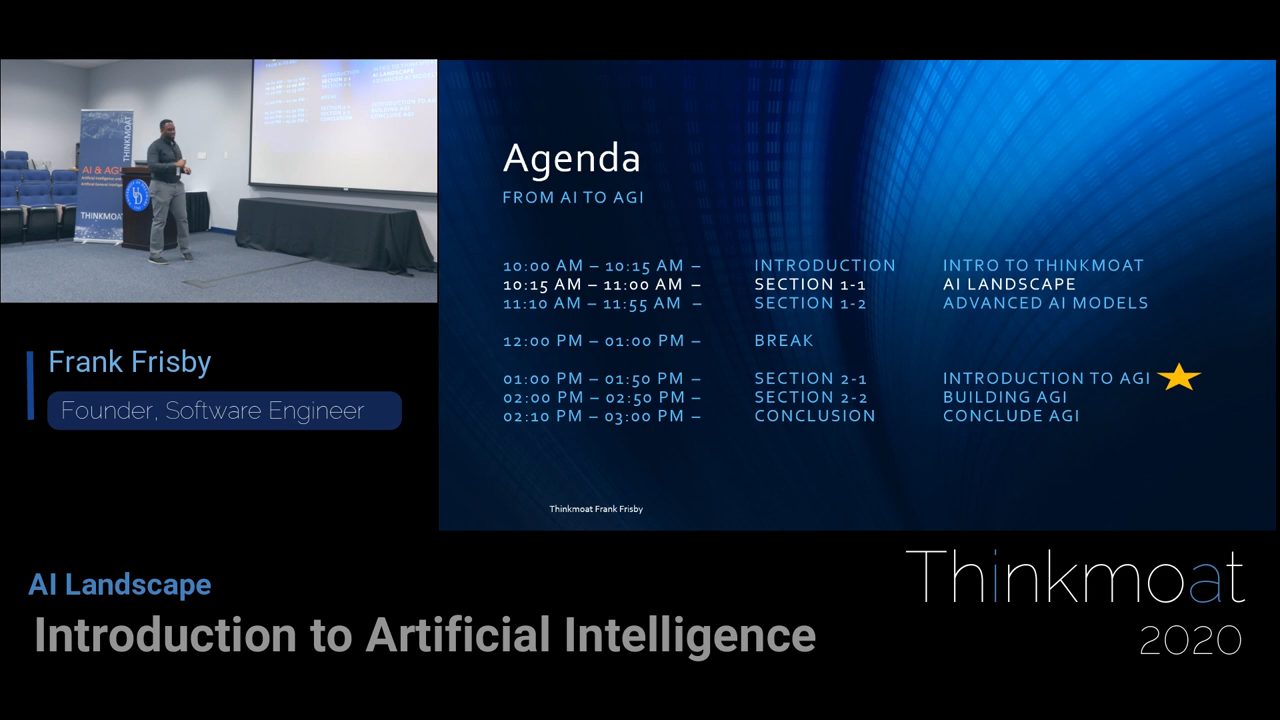 THINKMOAT
AI & AGI
THINKMOAT
Agenda
FROM AI TO AGI
10:00 AM – 10:15 AM – INTRODUCTION INTRO TO THINKMOAT
10:15 AM – 11:00 AM – SECTION 1-1 AI LANDSCAPE
11:10 AM – 11:55 AM – SECTION 1-2 ADVANCED AI MODELS
12:00 PM – 01:00 PM – BREAK
01:00 PM – 01:50 PM – SECTION 2-1 INTRODUCTION TO AGI
02:00 PM – 02:50 PM – SECTION 2-2 BUILDING AGI
02:10 PM – 03:00 PM – CONCLUSION CONCLUDE AGI
Thinkmoat Frank Frisby
Frank Frisby
Founder, Software Engineer
AI Landscape
Introduction to Artificial Intelligence
Thinkmoat
2020